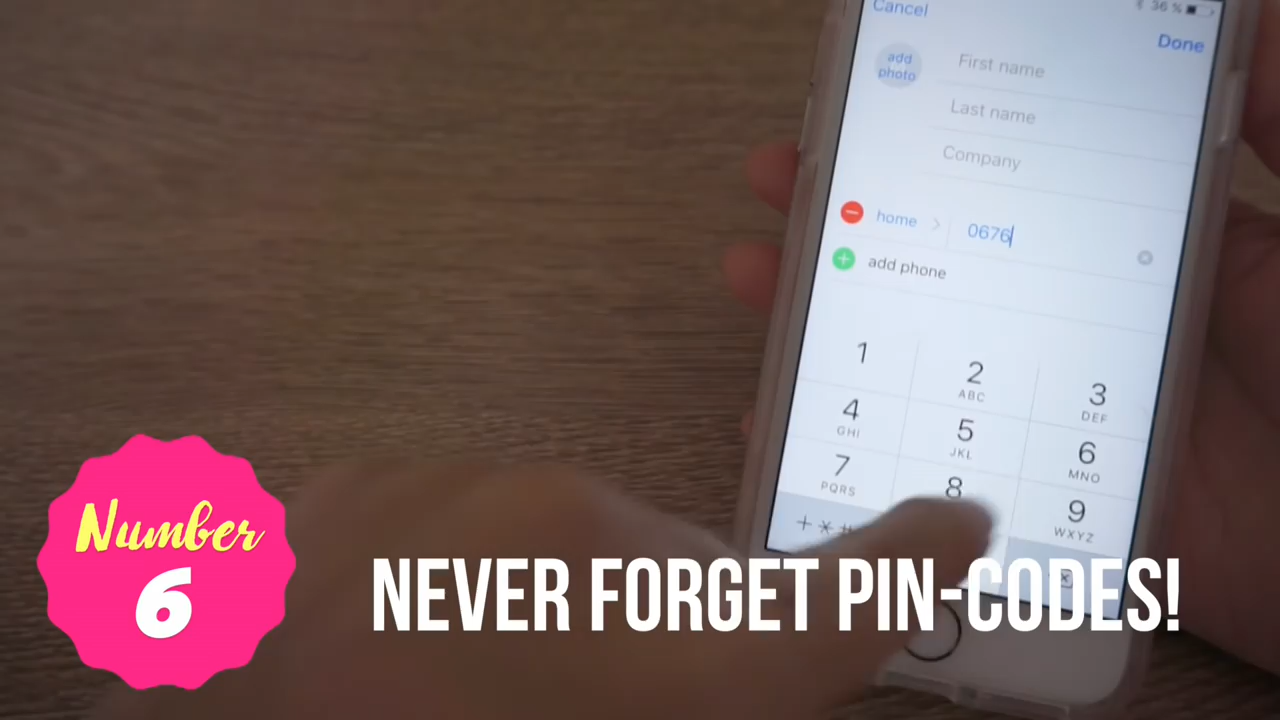 Cancel
36 %
Done
add
photo
First name
Last name
Company
home
0676
add phone
1
2
ABC
3
DEF
4
GHI
5
JKL
6
MNO
7
PQRS
8
9
WXYZ
+ * #
Number
6
NEVER FORGET PIN-CODES!